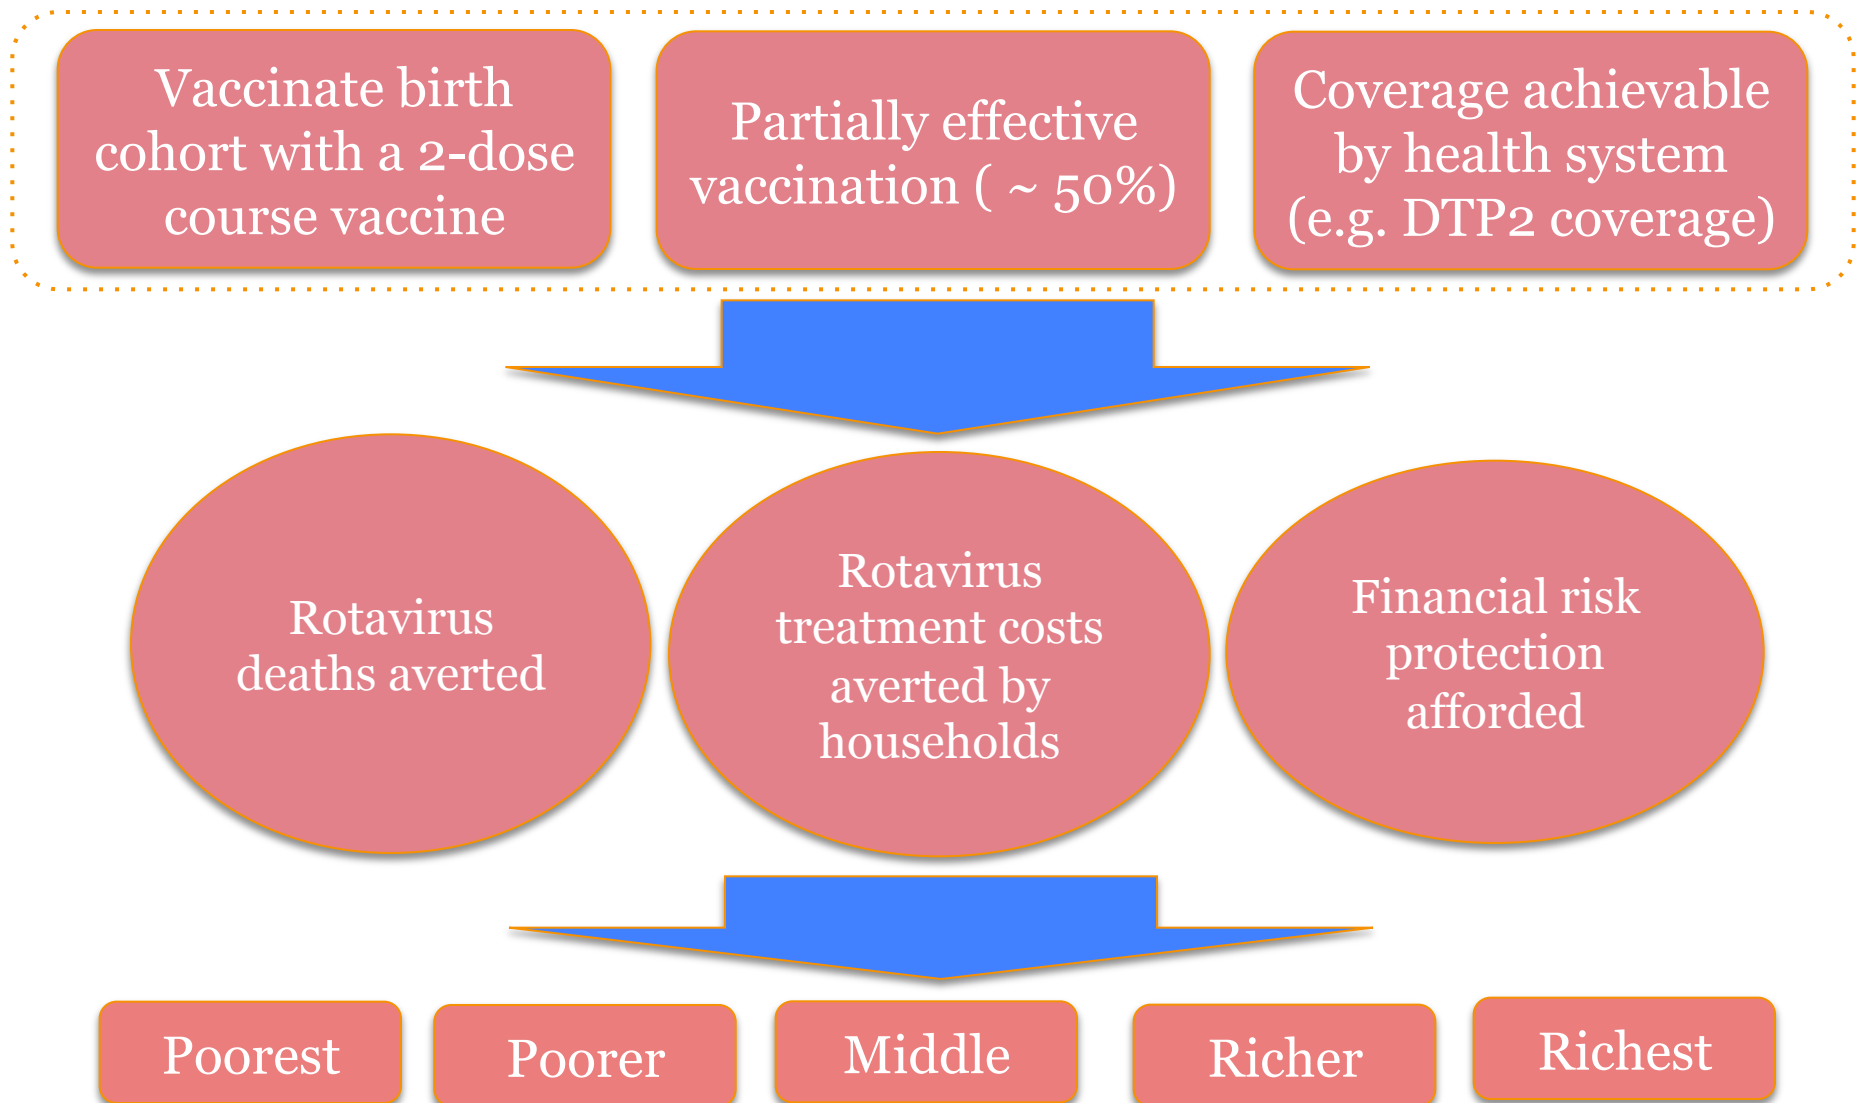 Vaccinate birth
cohort with a 2-dose
course vaccine
Partially effective
vaccination ( ~ 50%)
Coverage achievable
by health system
(e.g. DTP2 coverage)
Rotavirus
deaths averted
Rotavirus
treatment costs
averted by
households
Financial risk
protection
afforded
Poorest
Poorer
Middle
Richer
Richest